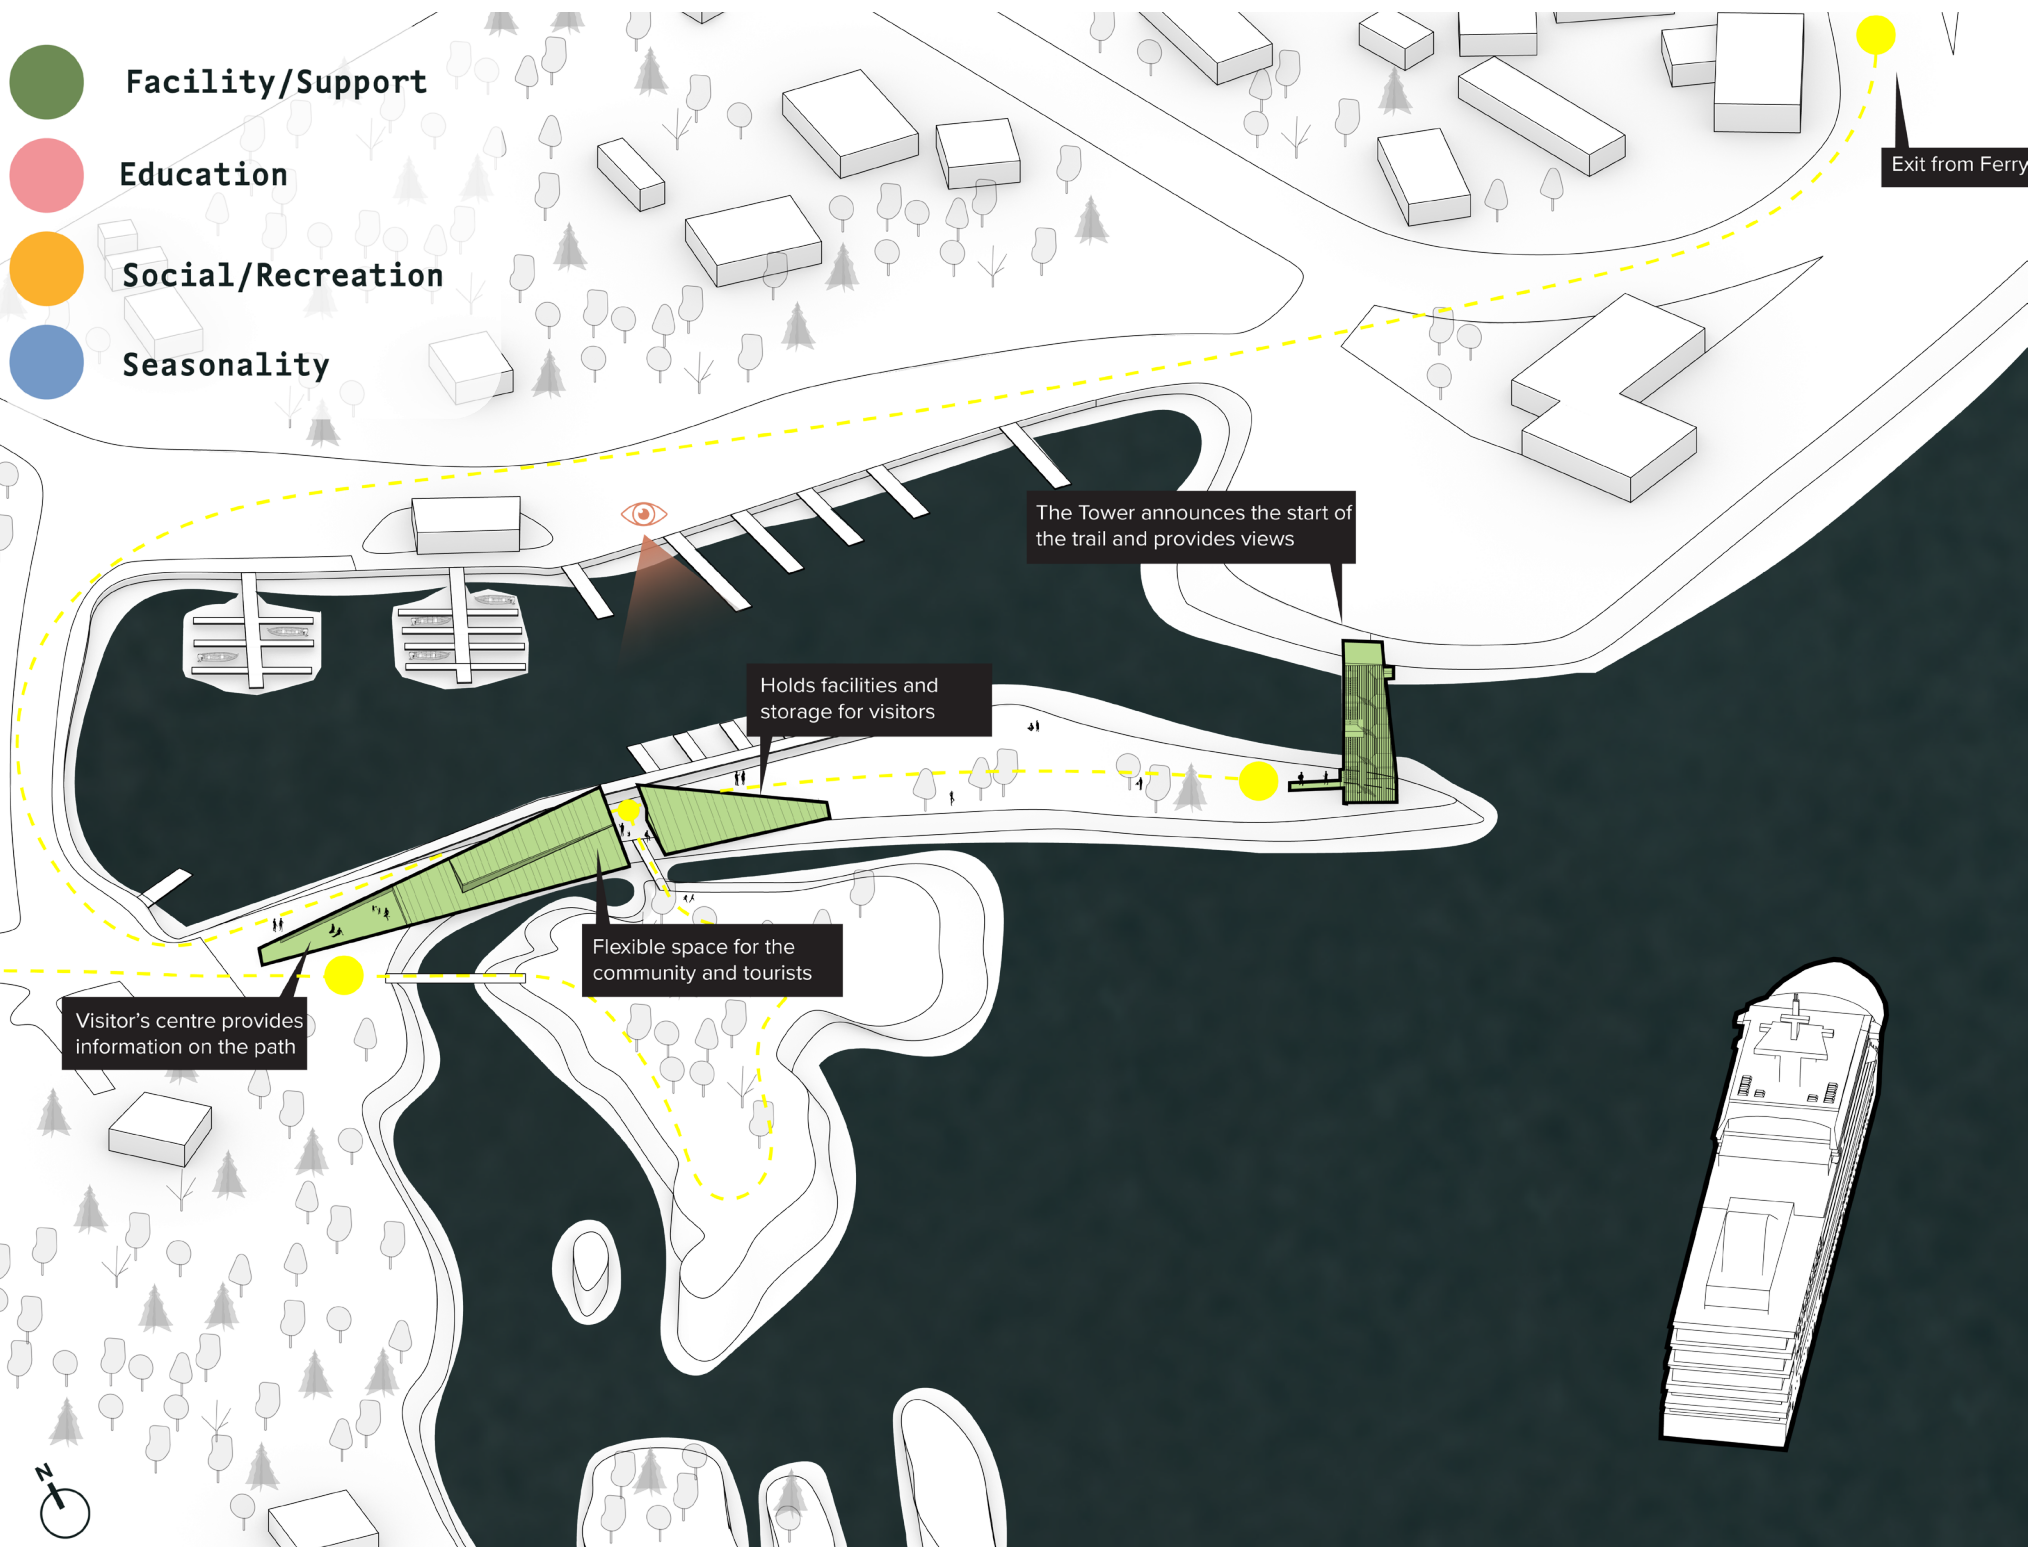 Facility/Support
Education
Social/Recreation
Seasonality
Exit from Ferry
The Tower announces the start of
the trail and provides views
Holds facilities and
storage for visitors
Flexible space for the
community and tourists
Visitor’s centre provides
information on the path
N